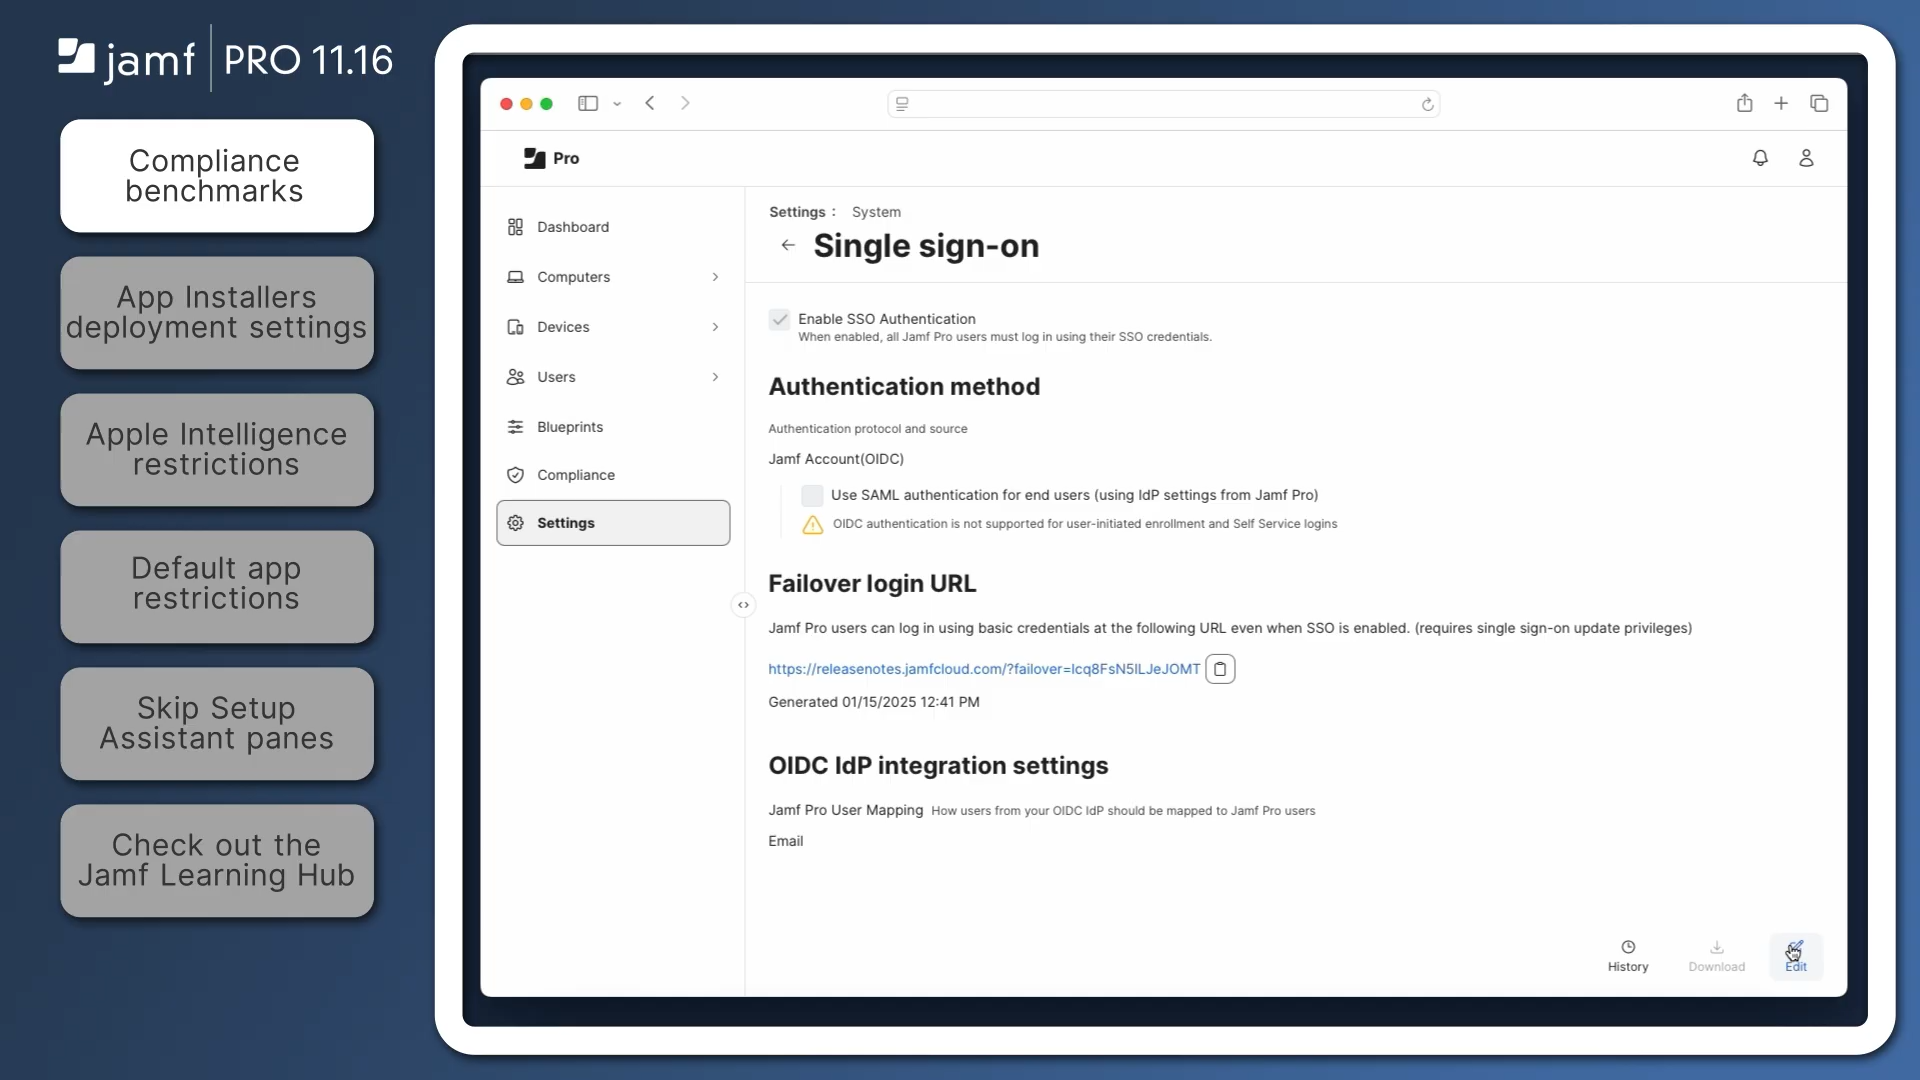 jamf PRO 11.16
Compliance
benchmarks
App Installers
deployment settings
Apple Intelligence
restrictions
Default app
restrictions
Skip Setup
Assistant panes
Check out the
Jamf Learning Hub
Pro
Dashboard
Computers
Devices
Users
Blueprints
Compliance
Settings
Settings : System
Single sign-on
Enable SSO Authentication
When enabled, all Jamf Pro users must log in using their SSO credentials.
Authentication method
Authentication protocol and source
Jamf Account(OIDC)
Use SAML authentication for end users (using IdP settings from Jamf Pro)
OIDC authentication is not supported for user-initiated enrollment and Self Service logins
Failover login URL
Jamf Pro users can log in using basic credentials at the following URL even when SSO is enabled. (requires single sign-on update privileges)
https://releasenotes.jamfcloud.com/?failover=lcq8FsN5lLJeJOMT
Generated 01/15/2025 12:41 PM
OIDC IdP integration settings
Jamf Pro User Mapping How users from your OIDC IdP should be mapped to Jamf Pro users
Email
History
Download
Edit